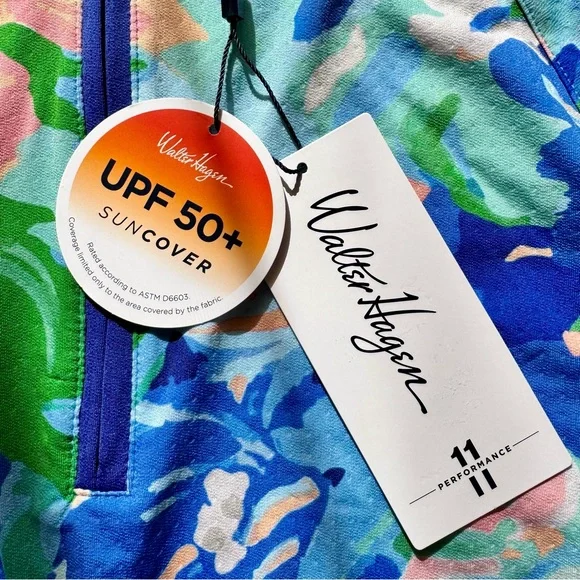 Walter Hagen
UPF 50+
SUNCOVER
Rated according to ASTM D6603.
Coverage limited only to the area covered by the fabric.
Walter Hagen
11
PERFORMANCE
11